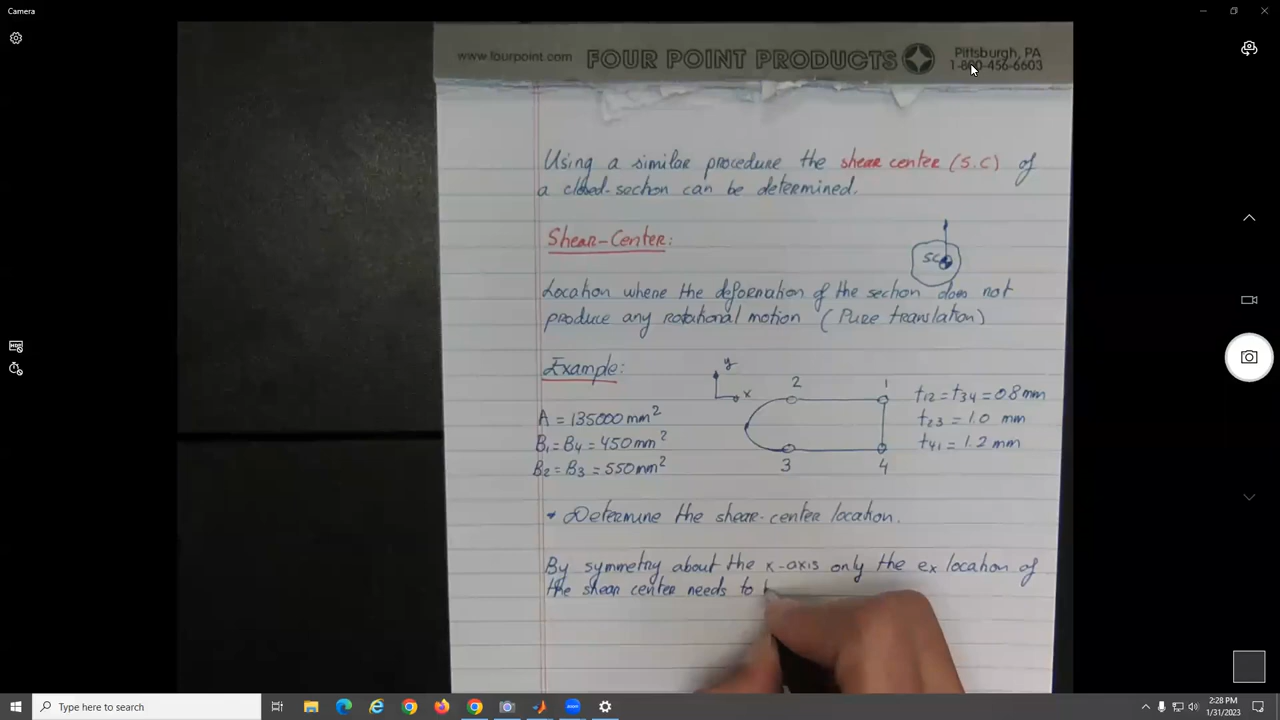 Camera
www.fourpoint.com FOUR POINT PRODUCTS Pittsburgh, PA
1-800-456-6603
Using a similar procedure the shear center (S.C) of
a closed-section can be determined.
Shear-Center:
SC
Location where the deformation of the section does not
produce any rotational motion (Pure translation)
Example:
y
x
2
1
3
4
A = 135000 mm²
B₁ = B₄ = 450 mm²
B₂ = B₃ = 550 mm²
t₁₂ = t₃₄ = 0.8 mm
t₂₃ = 1.0 mm
t₄₁ = 1.2 mm
* Determine the shear-center location.
By symmetry about the x-axis only the ex location of
the shear center needs to
Type here to search
2:28 PM
1/31/2023